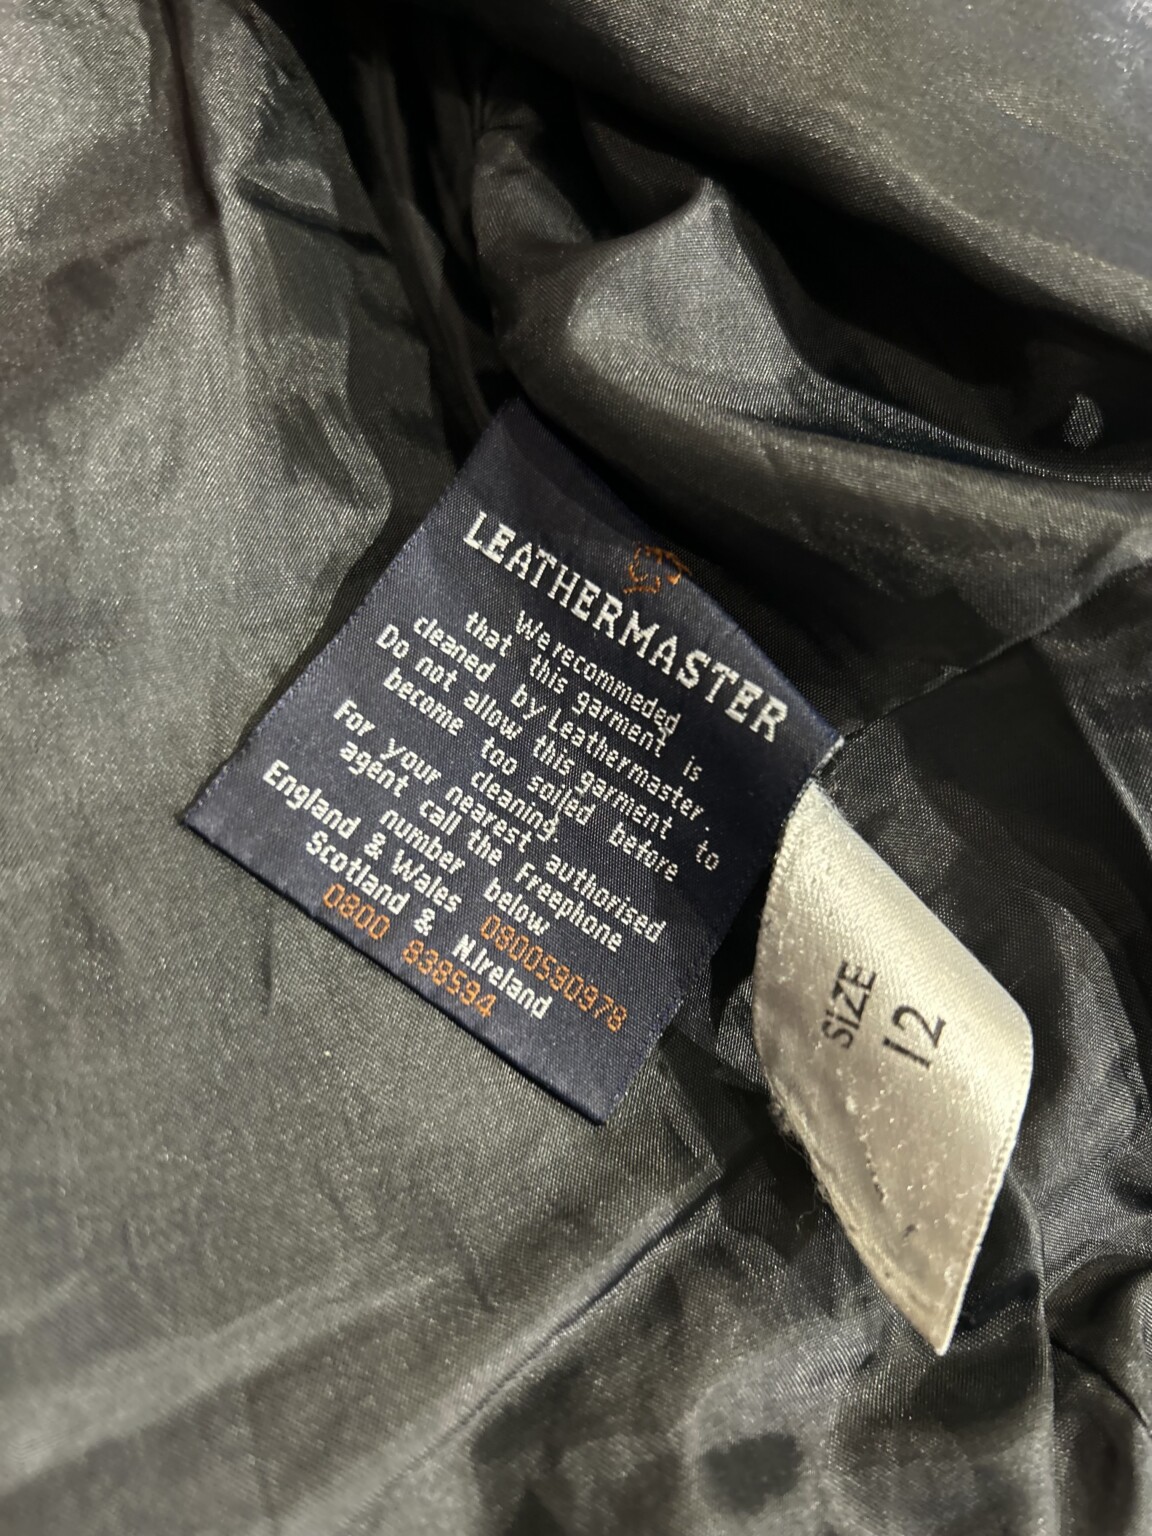 LEATHERMASTER
We recommeded
that this garment is
cleaned by Leathermaster.
Do not allow this garment to
become too soiled before
cleaning.
For your nearest authorised
agent call the Freephone
number below
England & Wales 0800590978
Scotland & N.Ireland
0800 838594
SIZE
12